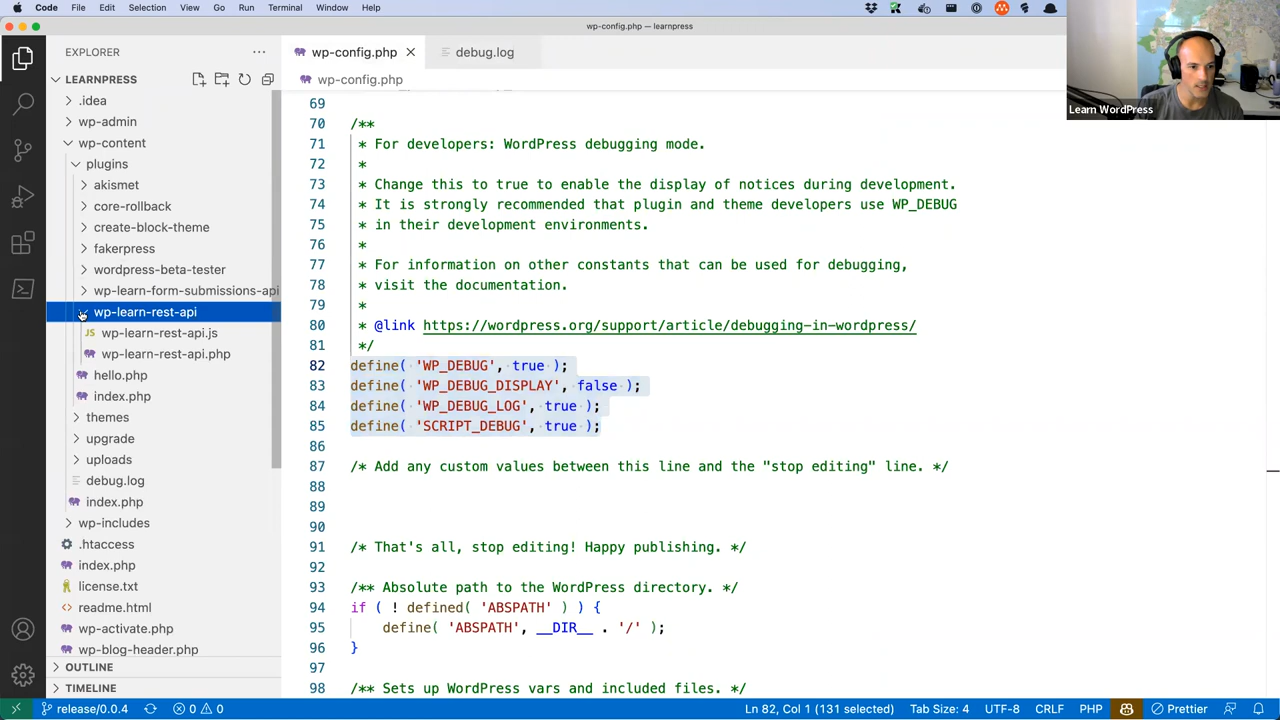 Code File Edit Selection View Go Run Terminal Window Help
wp-config.php — learnpress
EXPLORER
wp-config.php
debug.log
LEARNPRESS
wp-config.php
.idea
wp-admin
wp-content
plugins
akismet
core-rollback
create-block-theme
fakerpress
wordpress-beta-tester
wp-learn-form-submissions-api
wp-learn-rest-api
JS wp-learn-rest-api.js
wp-learn-rest-api.php
hello.php
index.php
themes
upgrade
uploads
debug.log
index.php
wp-includes
.htaccess
index.php
license.txt
readme.html
wp-activate.php
wp-blog-header.php
OUTLINE
TIMELINE
69
70 /**
71 * For developers: WordPress debugging mode.
72 *
73 * Change this to true to enable the display of notices during development.
74 * It is strongly recommended that plugin and theme developers use WP_DEBUG
75 * in their development environments.
76 *
77 * For information on other constants that can be used for debugging,
78 * visit the documentation.
79 *
80 * @link https://wordpress.org/support/article/debugging-in-wordpress/
81 */
82 define( 'WP_DEBUG', true );
83 define( 'WP_DEBUG_DISPLAY', false );
84 define( 'WP_DEBUG_LOG', true );
85 define( 'SCRIPT_DEBUG', true );
86
87 /* Add any custom values between this line and the "stop editing" line. */
88
89
90
91 /* That's all, stop editing! Happy publishing. */
92
93 /** Absolute path to the WordPress directory. */
94 if ( ! defined( 'ABSPATH' ) ) {
95 define( 'ABSPATH', __DIR__ . '/' );
96 }
97
98 /** Sets up WordPress vars and included files. */
Learn WordPress
release/0.0.4 0 0 Ln 82, Col 1 (131 selected) Tab Size: 4 UTF-8 CRLF PHP Prettier